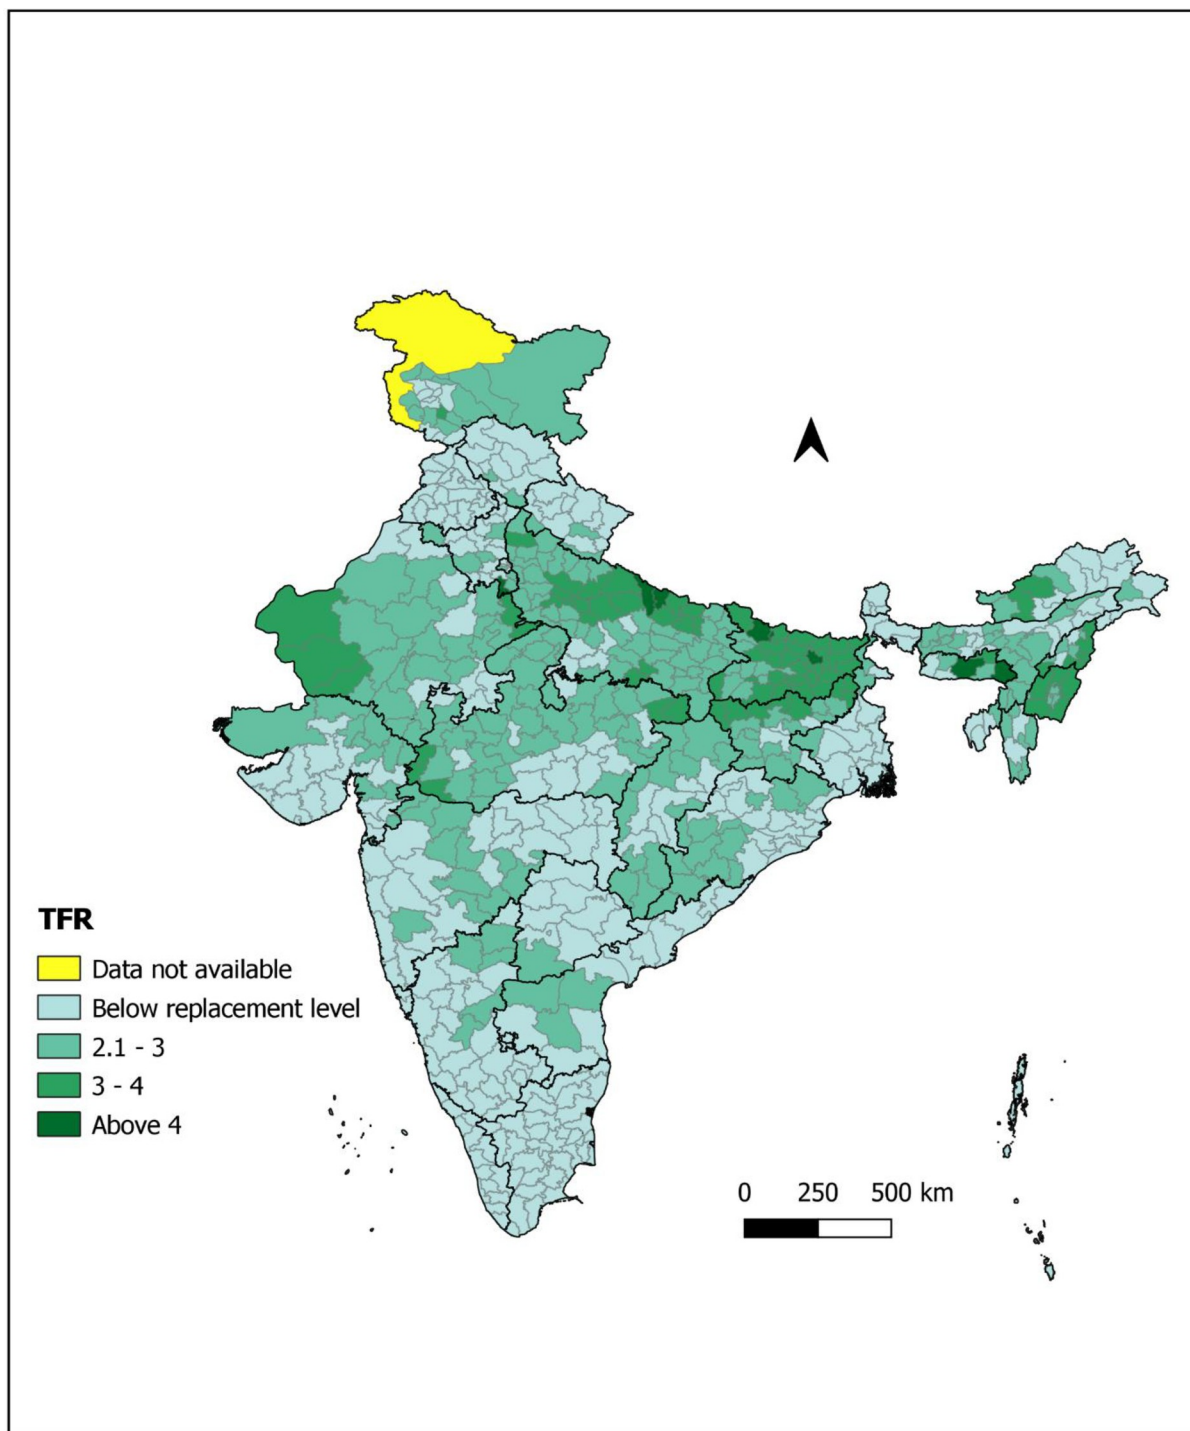 TFR
Data not available
Below replacement level
2.1 - 3
3 - 4
Above 4
0 250 500 km